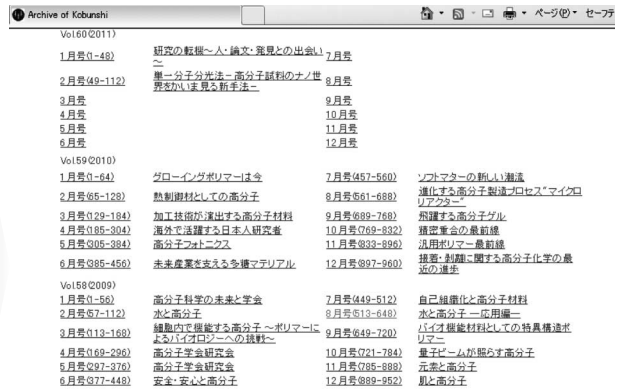 Archive of Kobunshi
ページ(P)
セーフテ
Vol.60(2011)
1月号(1-48) 研究の転機～人・論文・発見との出会い～ 7月号
2月号(49-112) 単一分子分光法－高分子試料のナノ世界をかいま見る新手法－ 8月号
3月号 9月号
4月号 10月号
5月号 11月号
6月号 12月号
Vol.59(2010)
1月号(1-64) グローイングポリマーは今 7月号(457-560) ソフトマターの新しい潮流
2月号(65-128) 熱制御材としての高分子 8月号(561-688) 進化する高分子製造プロセス"マイクロリアクター"
3月号(129-184) 加工技術が演出する高分子材料 9月号(689-768) 飛躍する高分子ゲル
4月号(185-304) 海外で活躍する日本人研究者 10月号(769-832) 精密重合の最前線
5月号(305-384) 高分子フォトニクス 11月号(833-896) 汎用ポリマー最前線
6月号(385-456) 未来産業を支える多糖マテリアル 12月号(897-960) 接着・剥離に関する高分子化学の最近の進歩
Vol.58(2009)
1月号(1-56) 高分子科学の未来と学会 7月号(449-512) 自己組織化と高分子材料
2月号(57-112) 水と高分子 8月号(513-648) 水と高分子 ―応用編―
3月号(113-168) 細胞内で機能する高分子 ～ポリマーによるバイオロジーへの挑戦～ 9月号(649-720) バイオ機能材料としての特異構造ポリマー
4月号(169-296) 高分子学会研究会 10月号(721-784) 量子ビームが照らす高分子
5月号(297-376) 高分子学会研究会 11月号(785-888) 元素と高分子
6月号(377-448) 安全・安心と高分子 12月号(889-952) 肌と高分子